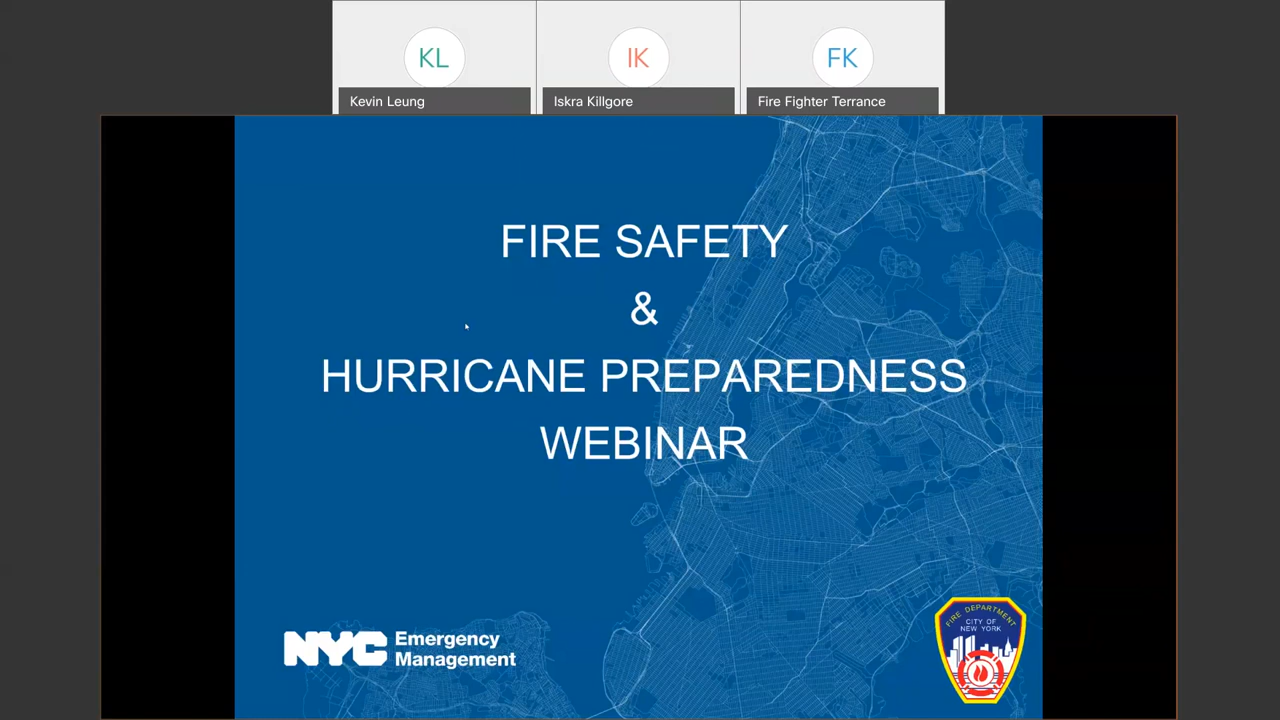 KL
IK
FK
Kevin Leung
Iskra Killgore
Fire Fighter Terrance
FIRE SAFETY
&
HURRICANE PREPAREDNESS
WEBINAR
NYC Emergency
Management
FIRE DEPARTMENT
CITY OF
NEW YORK